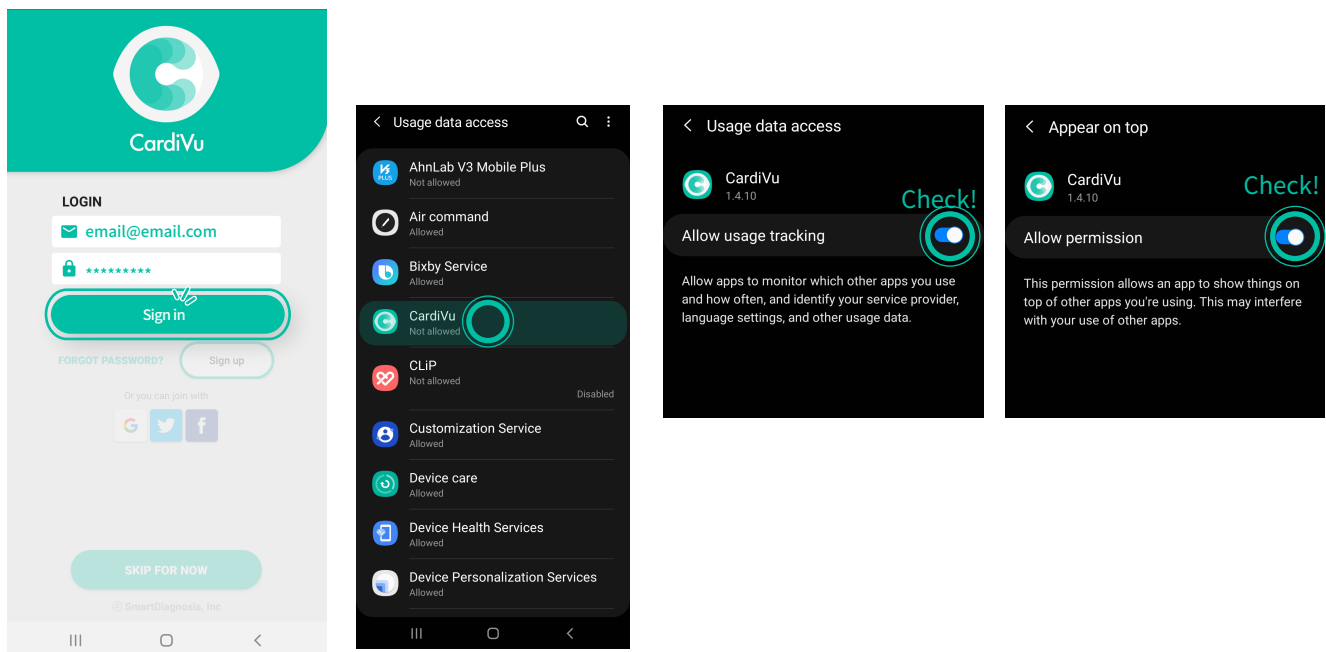 CardiVu
LOGIN
email@email.com
*********
Sign in
FORGOT PASSWORD?
Sign up
Or you can join with
G
f
SKIP FOR NOW
ⓒ SmartDiagnosis, Inc
Usage data access
PLUS
AhnLab V3 Mobile Plus
Not allowed
Air command
Allowed
Bixby Service
Allowed
CardiVu
Not allowed
CLiP
Not allowed
Disabled
Customization Service
Allowed
Device care
Allowed
Device Health Services
Allowed
Device Personalization Services
Allowed
Usage data access
CardiVu
1.4.10
Check!
Allow usage tracking
Allow apps to monitor which other apps you use
and how often, and identify your service provider,
language settings, and other usage data.
Appear on top
CardiVu
1.4.10
Check!
Allow permission
This permission allows an app to show things on
top of other apps you're using. This may interfere
with your use of other apps.